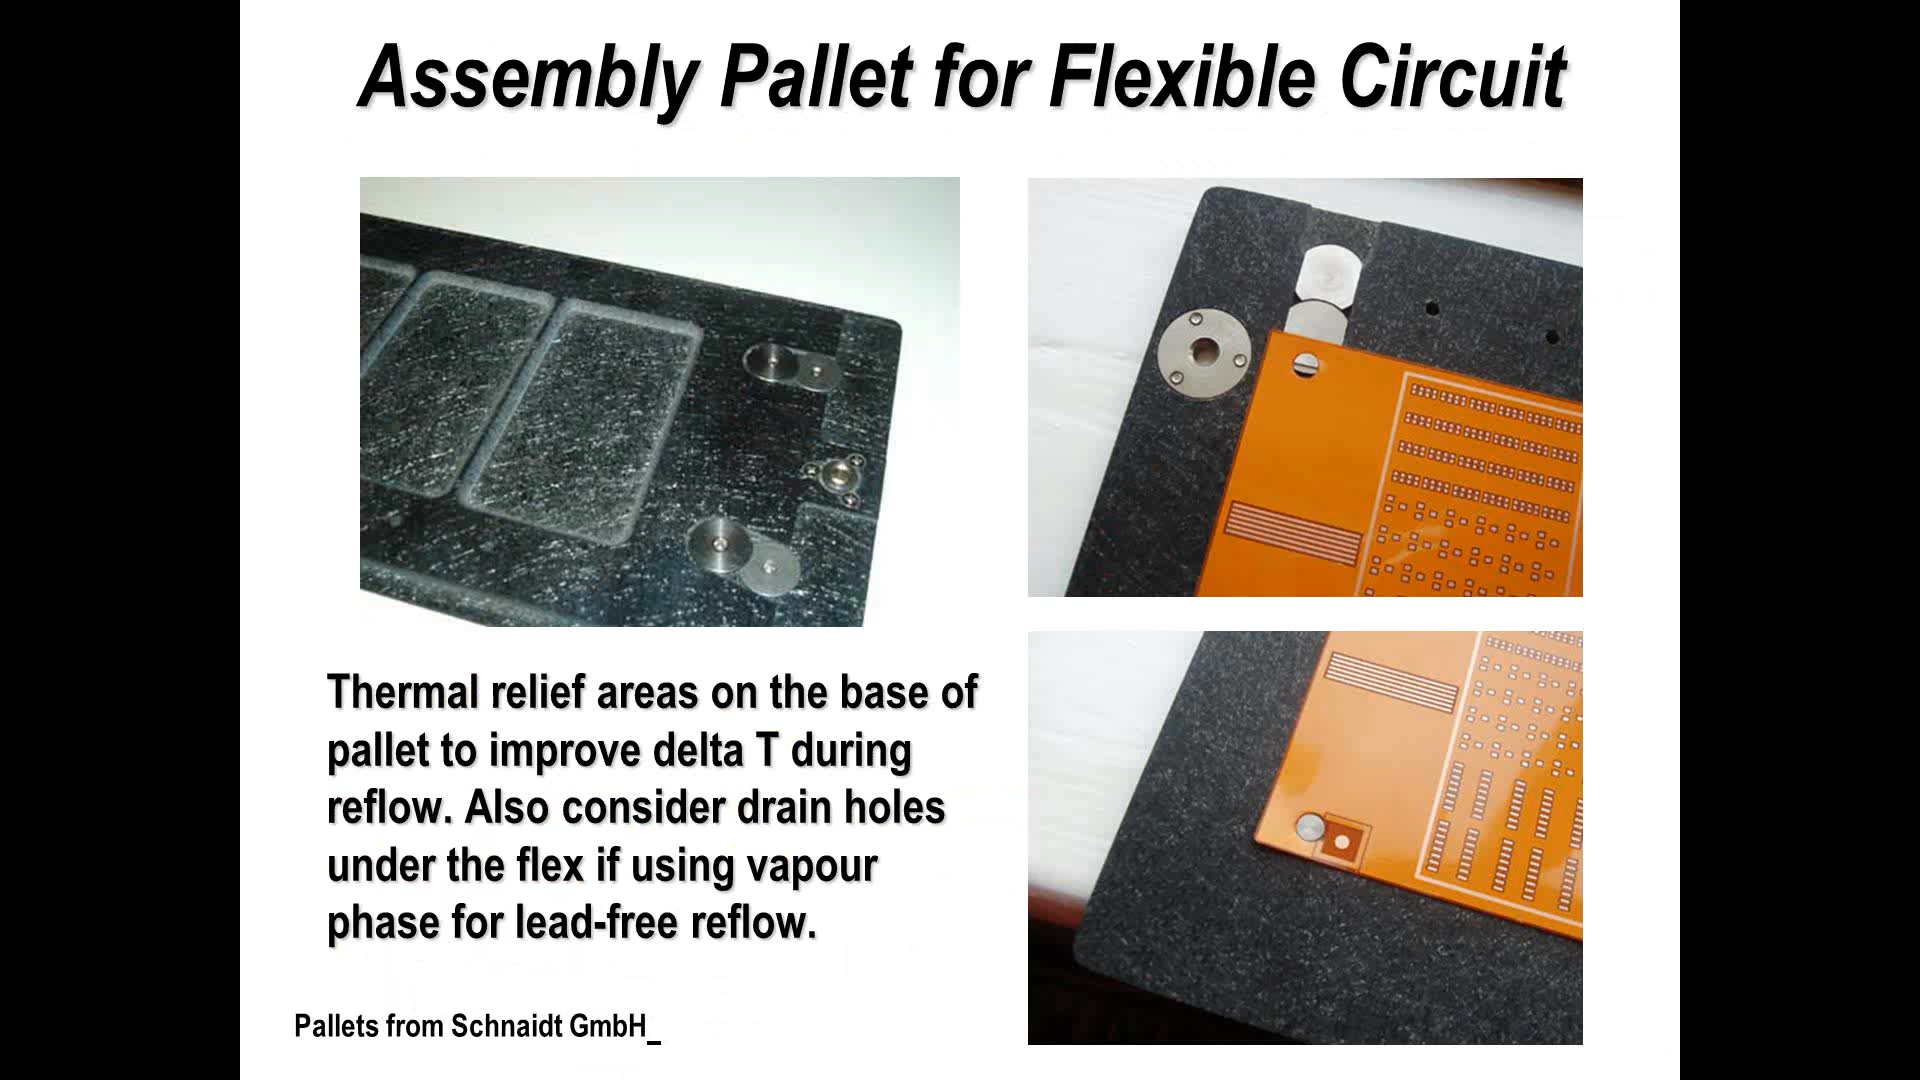 Assembly Pallet for Flexible Circuit
Thermal relief areas on the base of
pallet to improve delta T during
reflow. Also consider drain holes
under the flex if using vapour
phase for lead-free reflow.
Pallets from Schnaidt GmbH_